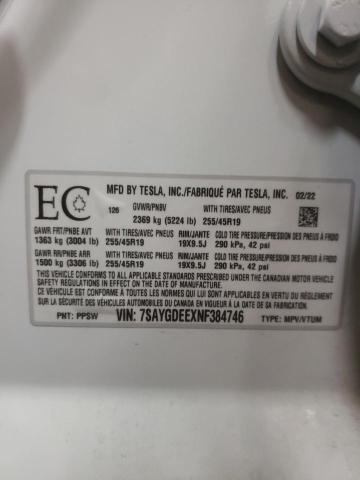 EC
MFD BY TESLA, INC./FABRIQUÉ PAR TESLA, INC. 02/22
126 GVWR/PNBV WITH TIRES/AVEC PNEUS
2369 kg (5224 lb) 255/45R19
GAWR FRT/PNBE AVT WITH TIRES/AVEC PNEUS RIM/JANTE COLD TIRE PRESSURE/PRESSION DES PNEUS À FROID
1363 kg (3004 lb) 255/45R19 19X9.5J 290 kPa, 42 psi
GAWR RR/PNBE ARR WITH TIRES/AVEC PNEUS RIM/JANTE COLD TIRE PRESSURE/PRESSION DES PNEUS À FROID
1500 kg (3306 lb) 255/45R19 19X9.5J 290 kPa, 42 psi
THIS VEHICLE CONFORMS TO ALL APPLICABLE STANDARDS PRESCRIBED UNDER THE CANADIAN MOTOR VEHICLE
SAFETY REGULATIONS IN EFFECT ON THE DATE OF MANUFACTURE
CE VÉHICULE EST CONFORME À TOUTES LES NORMES QUI LUI SONT APPLICABLES EN VERTU DU RÈGLEMENT
SUR LA SÉCURITÉ DES VÉHICULES AUTOMOBILES DU CANADA EN VIGUEUR À LA DATE DE SA FABRICATION
PNT: PPSW VIN: 7SAYGDEEXNF384746 TYPE: MPV/VTUM